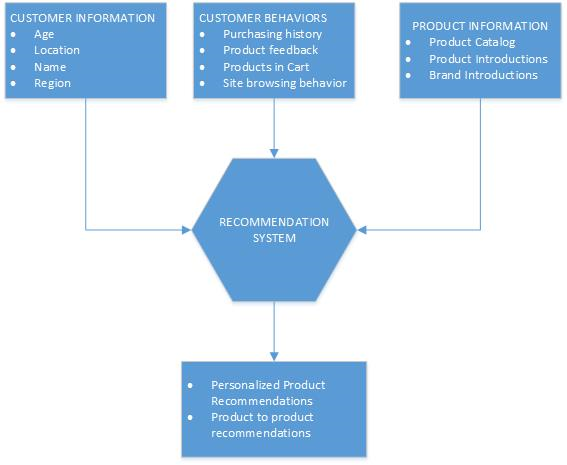 CUSTOMER INFORMATION
• Age
• Location
• Name
• Region
CUSTOMER BEHAVIORS
• Purchasing history
• Product feedback
• Products in Cart
• Site browsing behavior
PRODUCT INFORMATION
• Product Catalog
• Product Introductions
• Brand Introductions
RECOMMENDATION
SYSTEM
• Personalized Product
Recommendations
• Product to product
recommendations